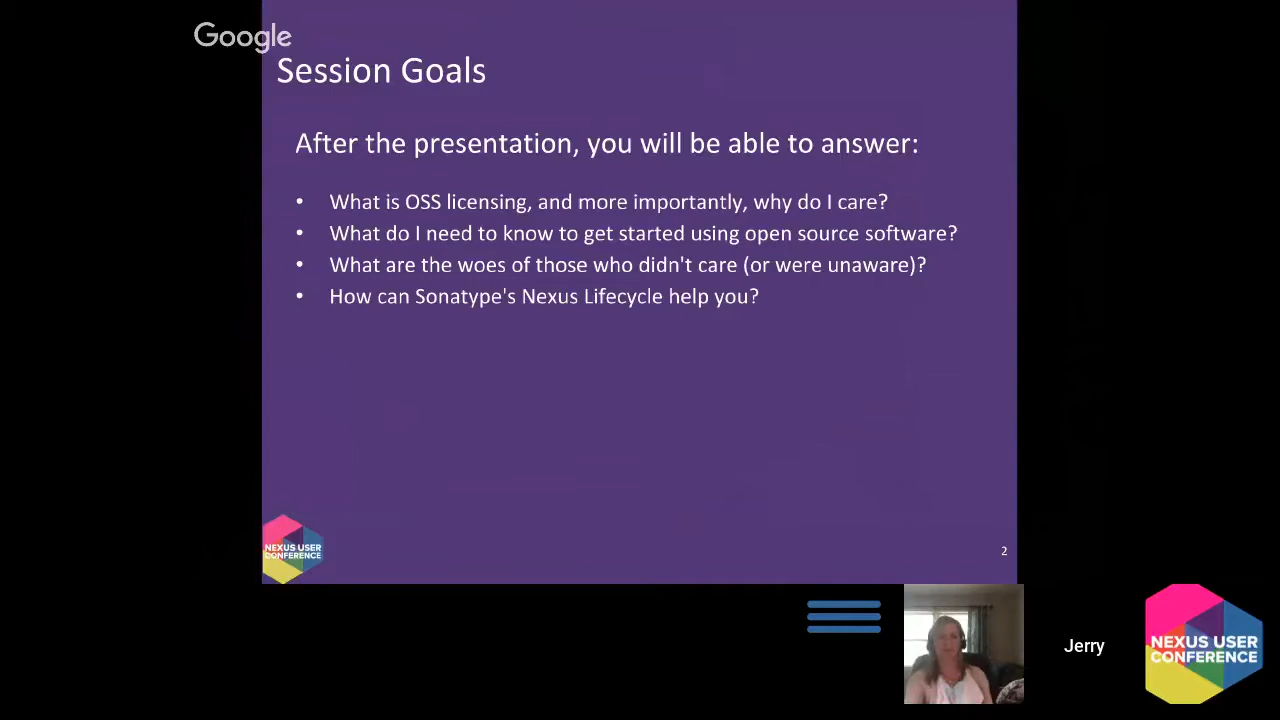 Google
Session Goals
After the presentation, you will be able to answer:
• What is OSS licensing, and more importantly, why do I care?
• What do I need to know to get started using open source software?
• What are the woes of those who didn't care (or were unaware)?
• How can Sonatype's Nexus Lifecycle help you?
NEXUS USER
CONFERENCE
2
Jerry
NEXUS USER
CONFERENCE